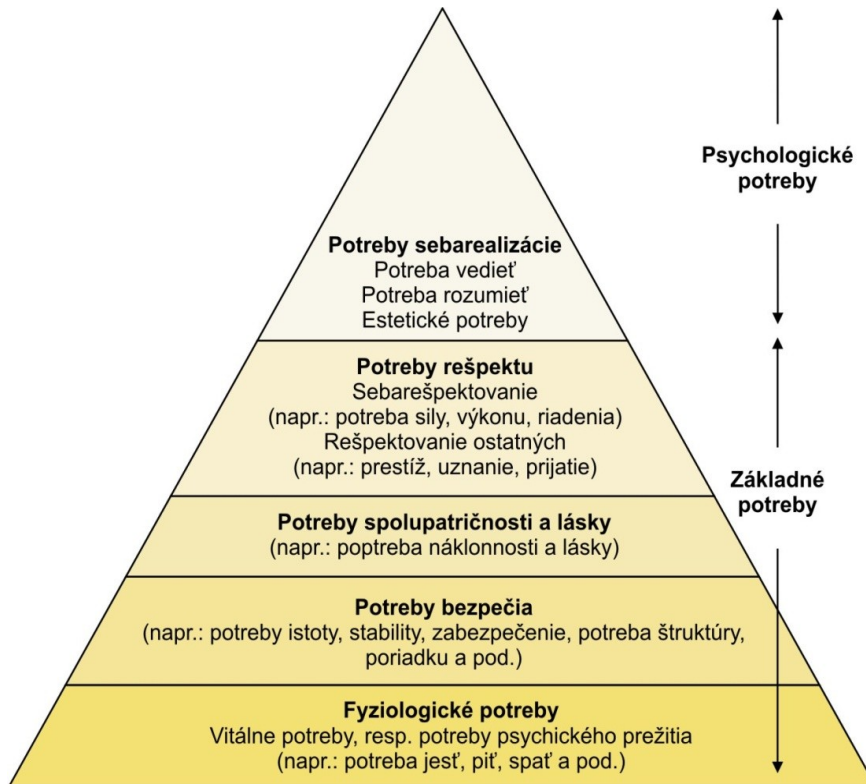 Psychologické
potreby
Potreby sebarealizácie
Potreba vedieť
Potreba rozumieť
Estetické potreby
Potreby rešpektu
Sebarešpektovanie
(napr.: potreba sily, výkonu, riadenia)
Rešpektovanie ostatných
(napr.: prestíž, uznanie, prijatie)
Základné
potreby
Potreby spolupatričnosti a lásky
(napr.: poptreba náklonnosti a lásky)
Potreby bezpečia
(napr.: potreby istoty, stability, zabezpečenie, potreba štruktúry,
poriadku a pod.)
Fyziologické potreby
Vitálne potreby, resp. potreby psychického prežitia
(napr.: potreba jesť, piť, spať a pod.)